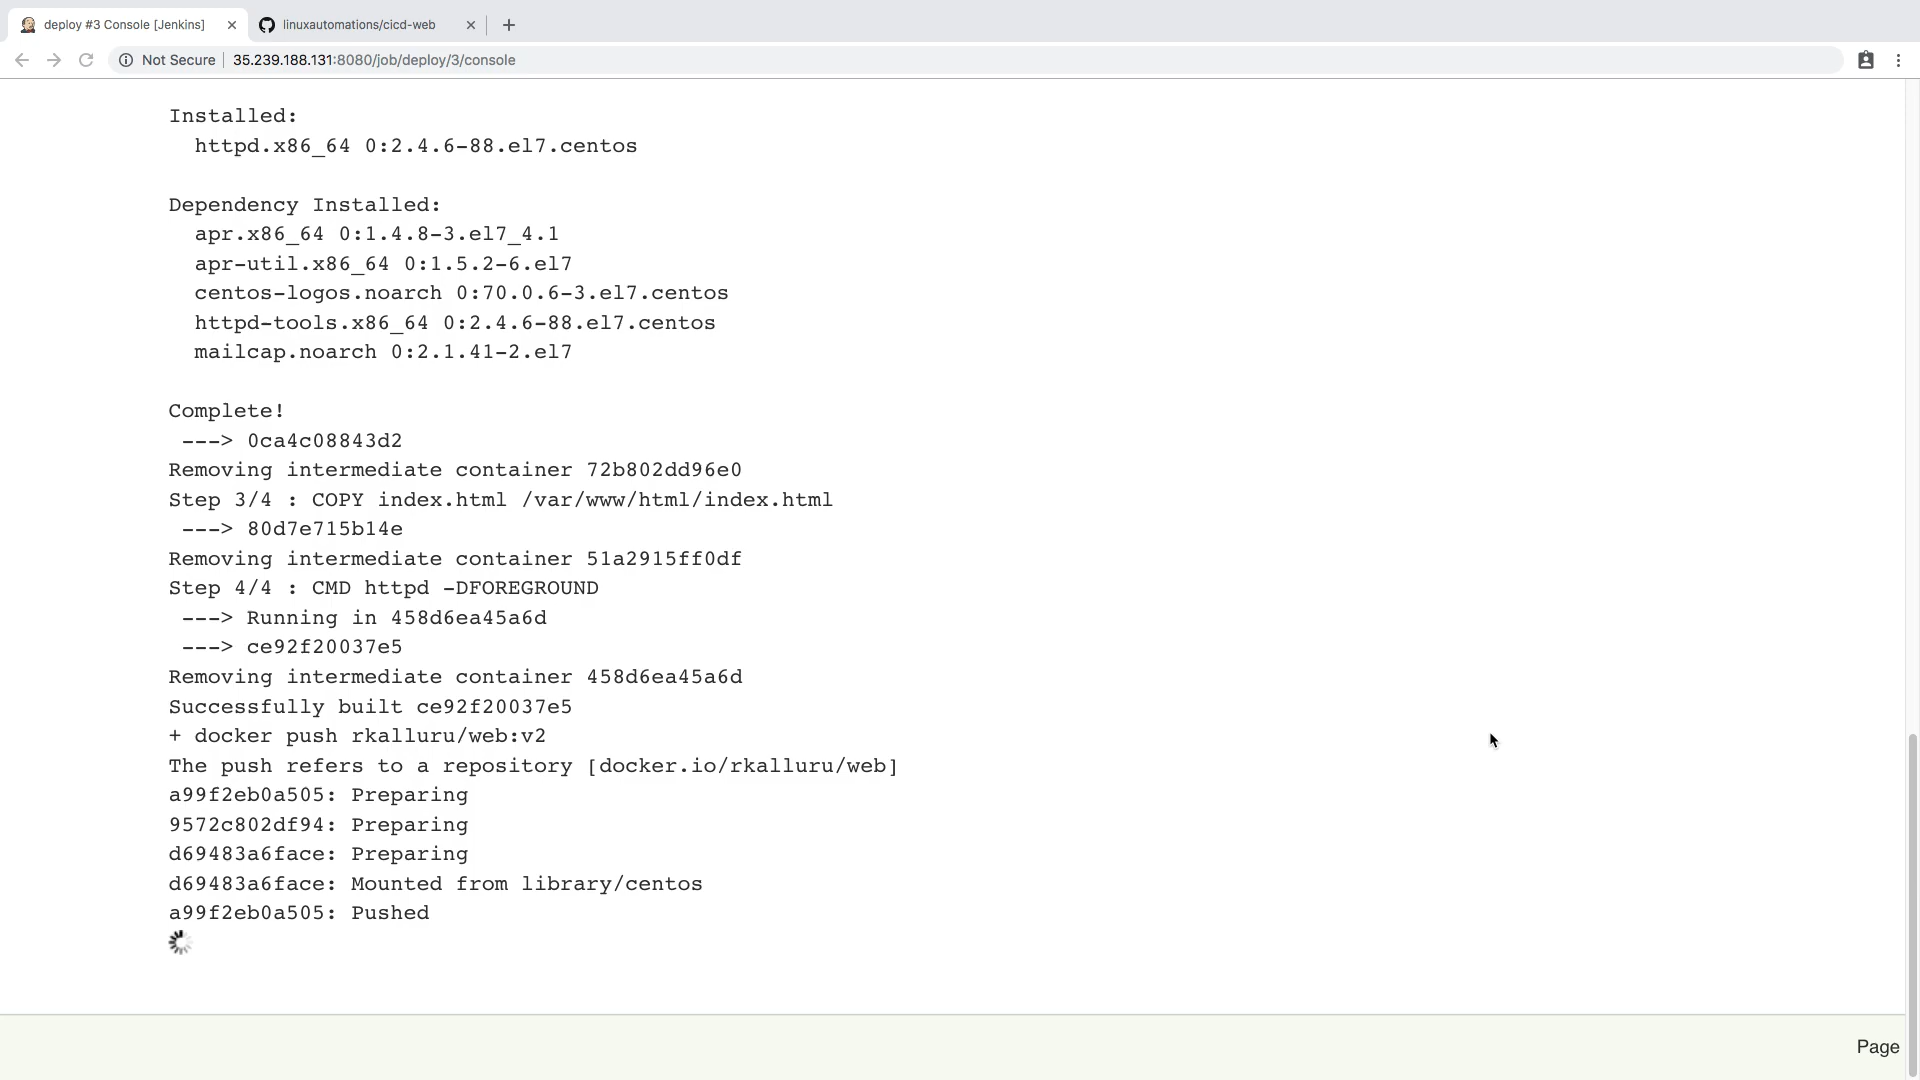 deploy #3 Console [Jenkins]
linuxautomations/cicd-web
Not Secure
35.239.188.131:8080/job/deploy/3/console
Installed:
httpd.x86_64 0:2.4.6-88.el7.centos
Dependency Installed:
apr.x86_64 0:1.4.8-3.el7_4.1
apr-util.x86_64 0:1.5.2-6.el7
centos-logos.noarch 0:70.0.6-3.el7.centos
httpd-tools.x86_64 0:2.4.6-88.el7.centos
mailcap.noarch 0:2.1.41-2.el7
Complete!
---> 0ca4c08843d2
Removing intermediate container 72b802dd96e0
Step 3/4 : COPY index.html /var/www/html/index.html
---> 80d7e715b14e
Removing intermediate container 51a2915ff0df
Step 4/4 : CMD httpd -DFOREGROUND
---> Running in 458d6ea45a6d
---> ce92f20037e5
Removing intermediate container 458d6ea45a6d
Successfully built ce92f20037e5
+ docker push rkalluru/web:v2
The push refers to a repository [docker.io/rkalluru/web]
a99f2eb0a505: Preparing
9572c802df94: Preparing
d69483a6face: Preparing
d69483a6face: Mounted from library/centos
a99f2eb0a505: Pushed
Page